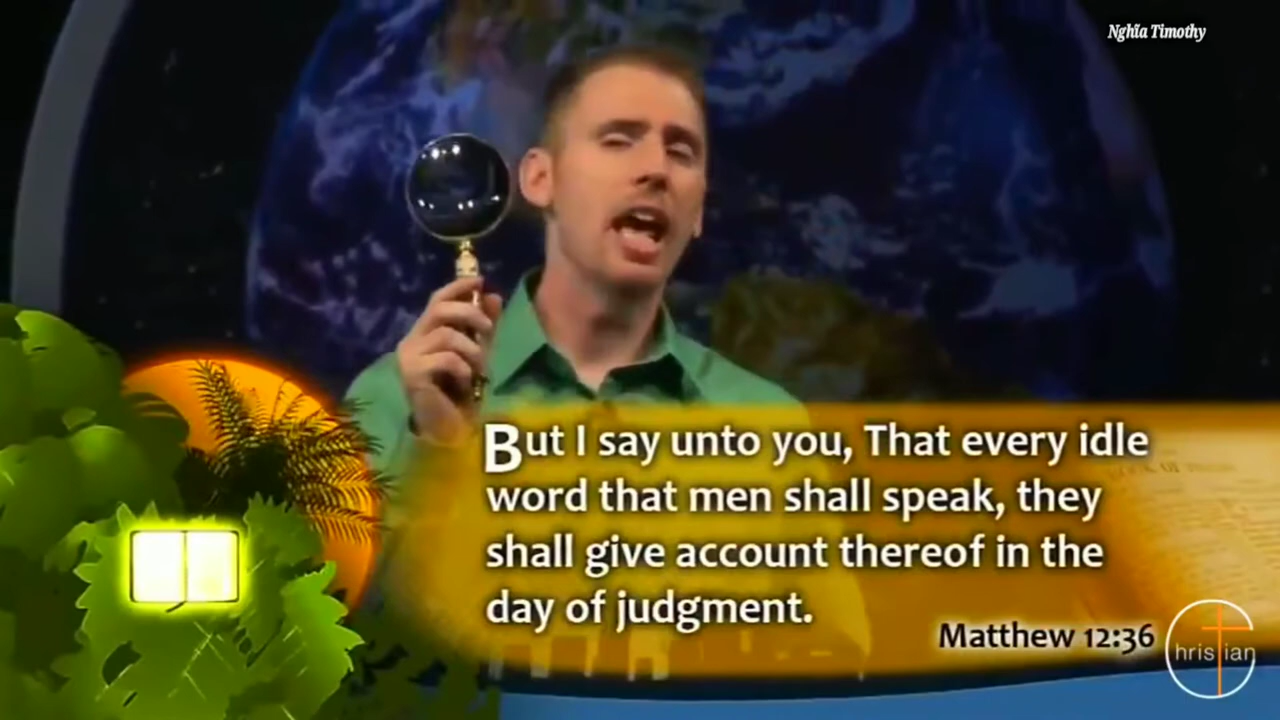 Nghĩa Timothy
But I say unto you, That every idle
word that men shall speak, they
shall give account thereof in the
day of judgment.
Matthew 12:36
hristian